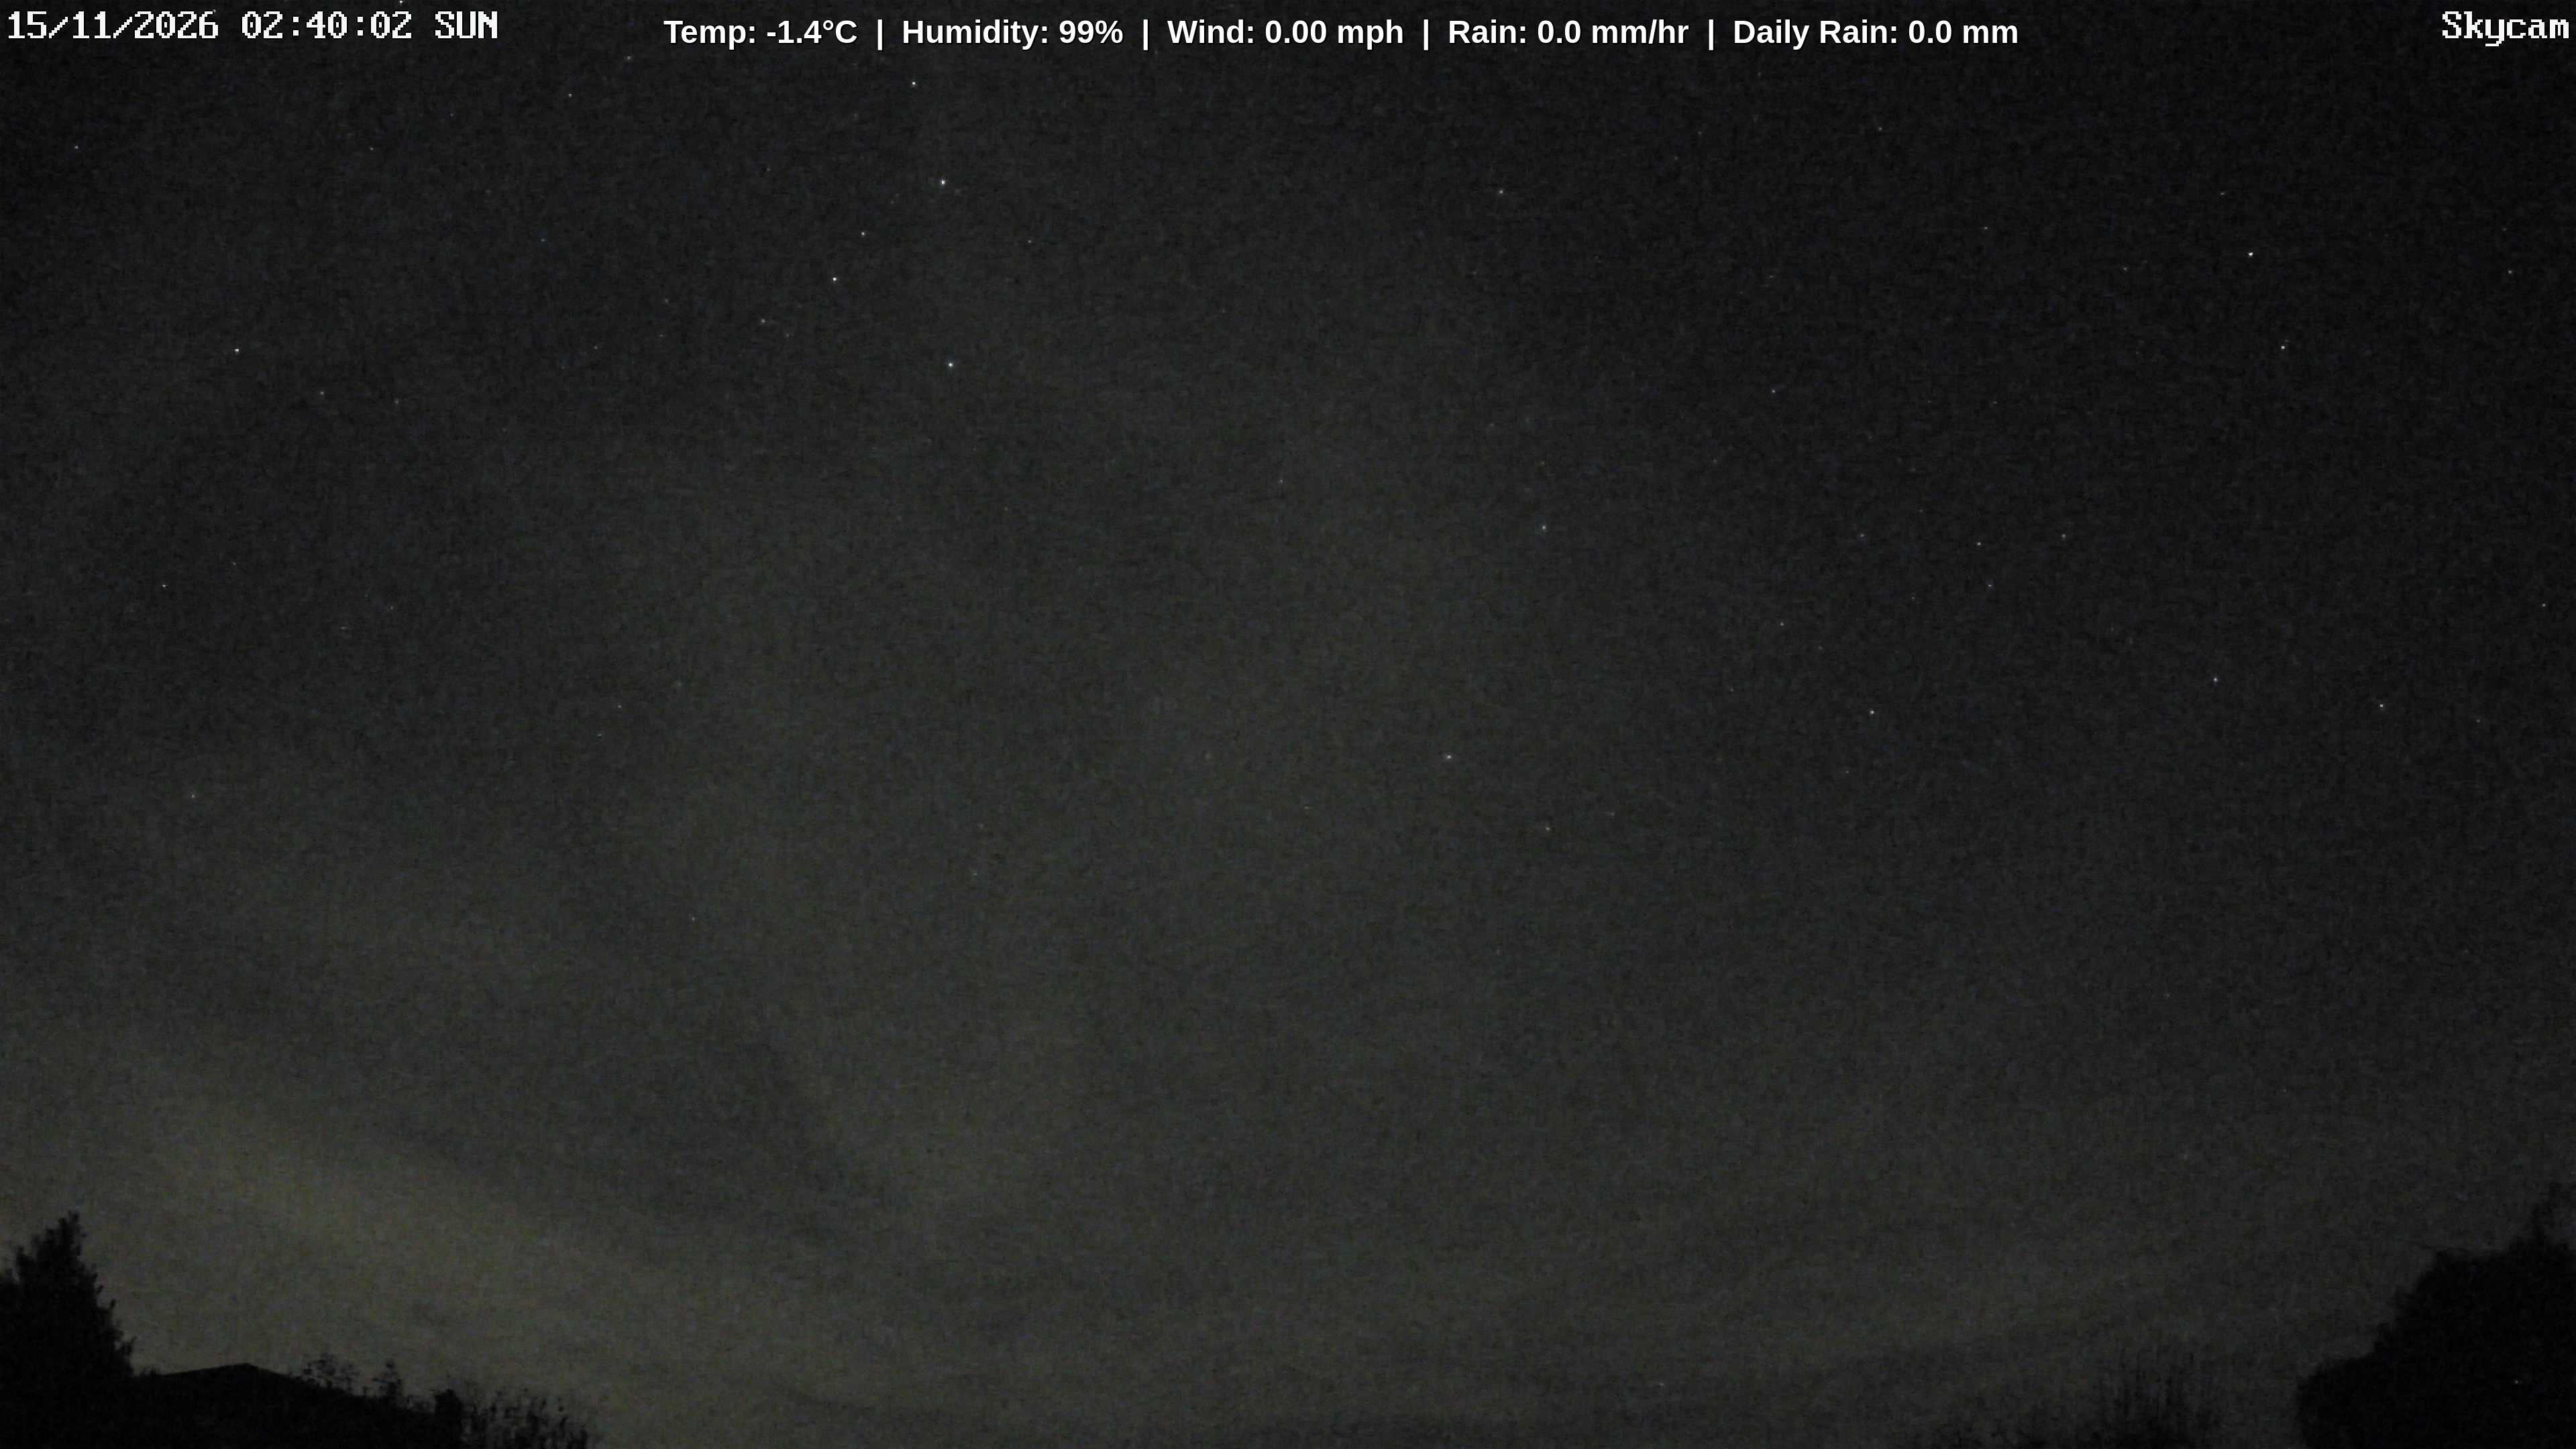 15/11/2026 02:40:02 SUN
Temp: -1.4°C | Humidity: 99% | Wind: 0.00 mph | Rain: 0.0 mm/hr | Daily Rain: 0.0 mm
Skycam